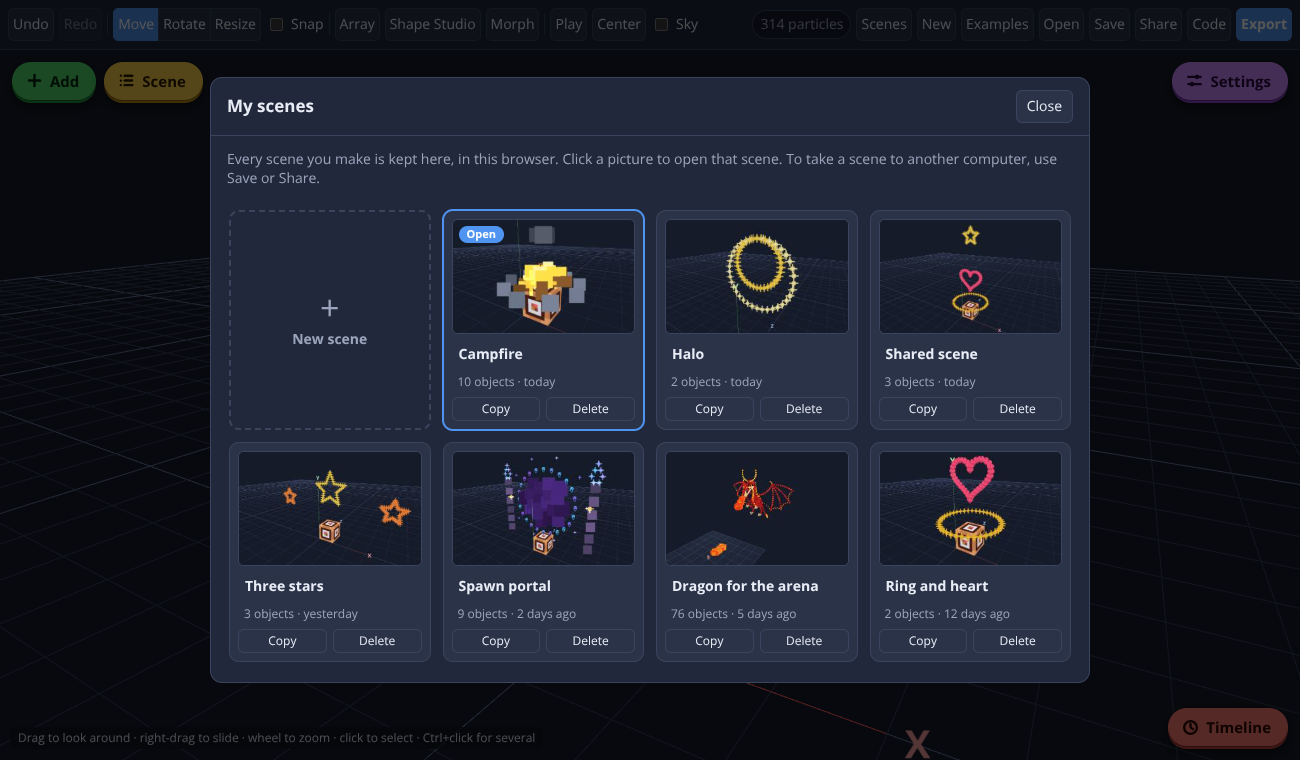 Undo Redo Move Rotate Resize Snap Array Shape Studio Morph Play Center Sky 314 particles Scenes New Examples Open Save Share Code Export
Add Scene Settings
My scenes Close
Every scene you make is kept here, in this browser. Click a picture to open that scene. To take a scene to another computer, use
Save or Share.
+
New scene
Open
Campfire
10 objects · today
Copy Delete
Halo
2 objects · today
Copy Delete
Shared scene
3 objects · today
Copy Delete
Three stars
3 objects · yesterday
Copy Delete
Spawn portal
9 objects · 2 days ago
Copy Delete
Dragon for the arena
76 objects · 5 days ago
Copy Delete
Ring and heart
2 objects · 12 days ago
Copy Delete
Timeline
Drag to look around · right-drag to slide · wheel to zoom · click to select · Ctrl+click for several
X